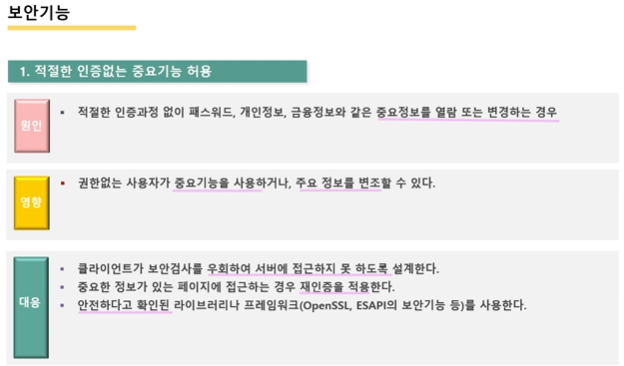 보안기능
1. 적절한 인증없는 중요기능 허용
원인
▪ 적절한 인증과정 없이 패스워드, 개인정보, 금융정보와 같은 중요정보를 열람 또는 변경하는 경우
영향
▪ 권한없는 사용자가 중요기능을 사용하거나, 주요 정보를 변조할 수 있다.
대응
▪ 클라이언트가 보안검사를 우회하여 서버에 접근하지 못 하도록 설계한다.
▪ 중요한 정보가 있는 페이지에 접근하는 경우 재인증을 적용한다.
▪ 안전하다고 확인된 라이브러리나 프레임워크(OpenSSL, ESAPI의 보안기능 등)를 사용한다.